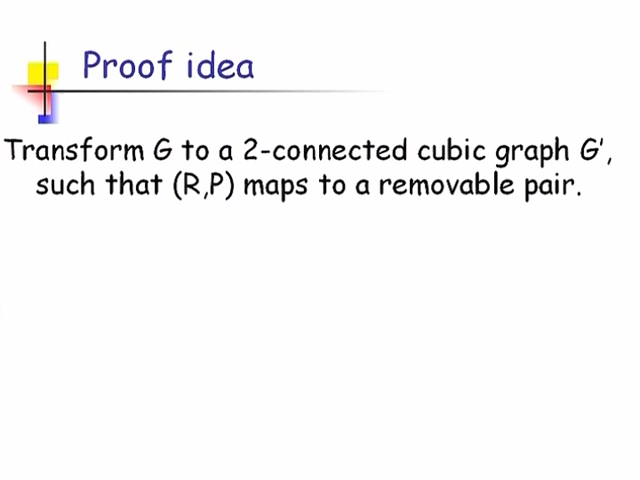 Proof idea
Transform G to a 2-connected cubic graph G',
such that (R,P) maps to a removable pair.